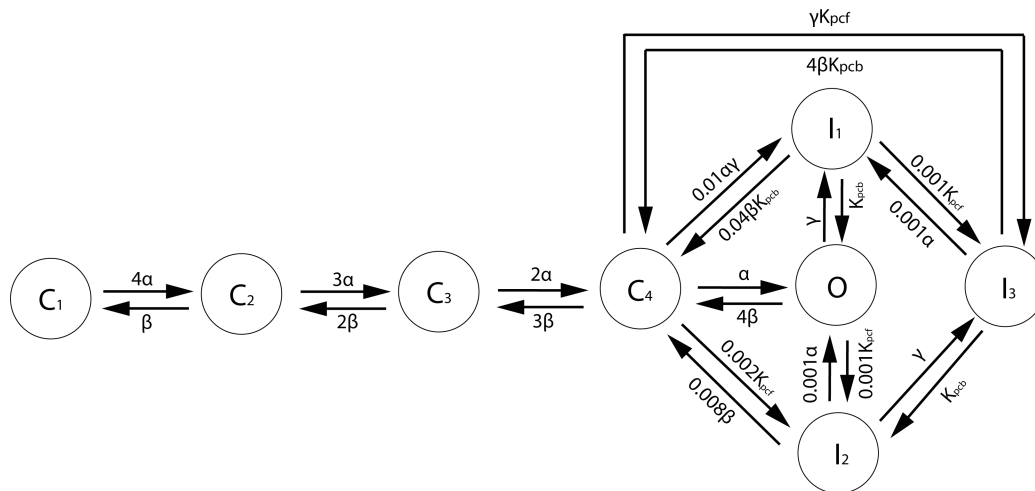 γKpcf
4βKpcb
I1
0.01αγ
0.04βKpcb
γ
Kpcb
0.001Kpcf
0.001α
C1
4α
β
C2
3α
2β
C3
2α
3β
C4
α
4β
O
I3
0.002Kpcf
0.008β
0.001α
0.001Kpcf
γ
Kpcb
I2